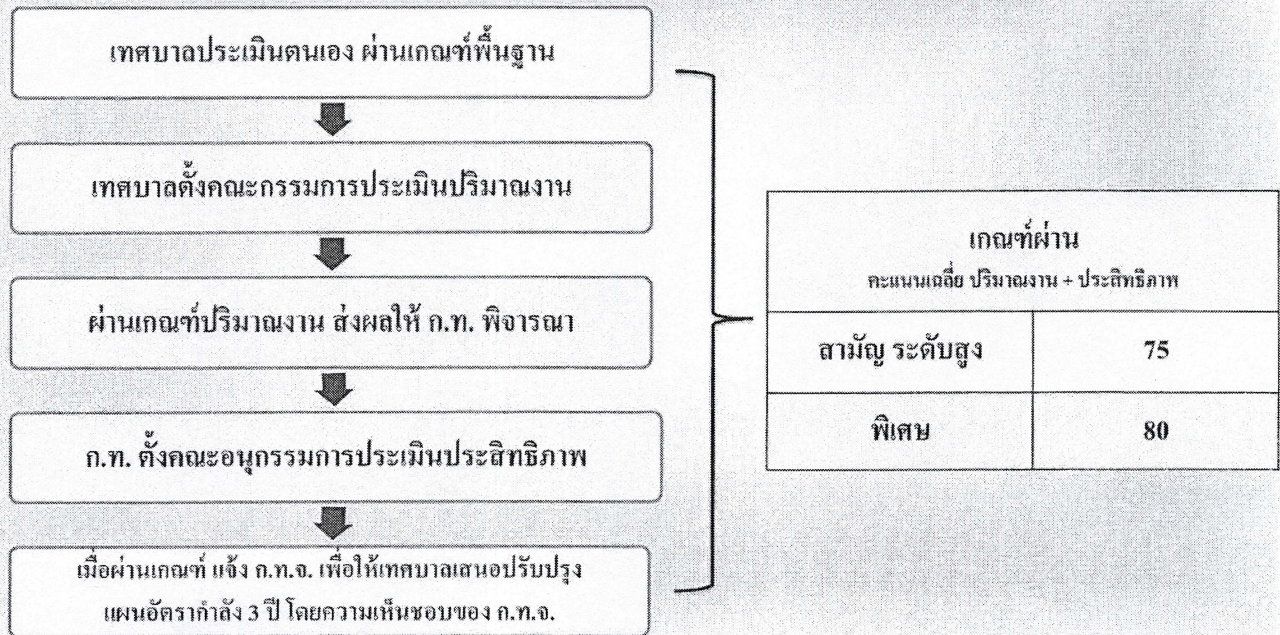 เทศบาลประเมินตนเอง ผ่านเกณฑ์พื้นฐาน
เทศบาลตั้งคณะกรรมการประเมินปริมาณงาน
ผ่านเกณฑ์ปริมาณงาน ส่งผลให้ ก.ท. พิจารณา
ก.ท. ตั้งคณะอนุกรรมการประเมินประสิทธิภาพ
เมื่อผ่านเกณฑ์ แจ้ง ก.ท.จ. เพื่อให้เทศบาลเสนอปรับปรุง
แผนอัตรากำลัง 3 ปี โดยความเห็นชอบของ ก.ท.จ.
เกณฑ์ผ่าน
คะแนนเฉลี่ย ปริมาณงาน + ประสิทธิภาพ
สามัญ ระดับสูง 75
พิเศษ 80